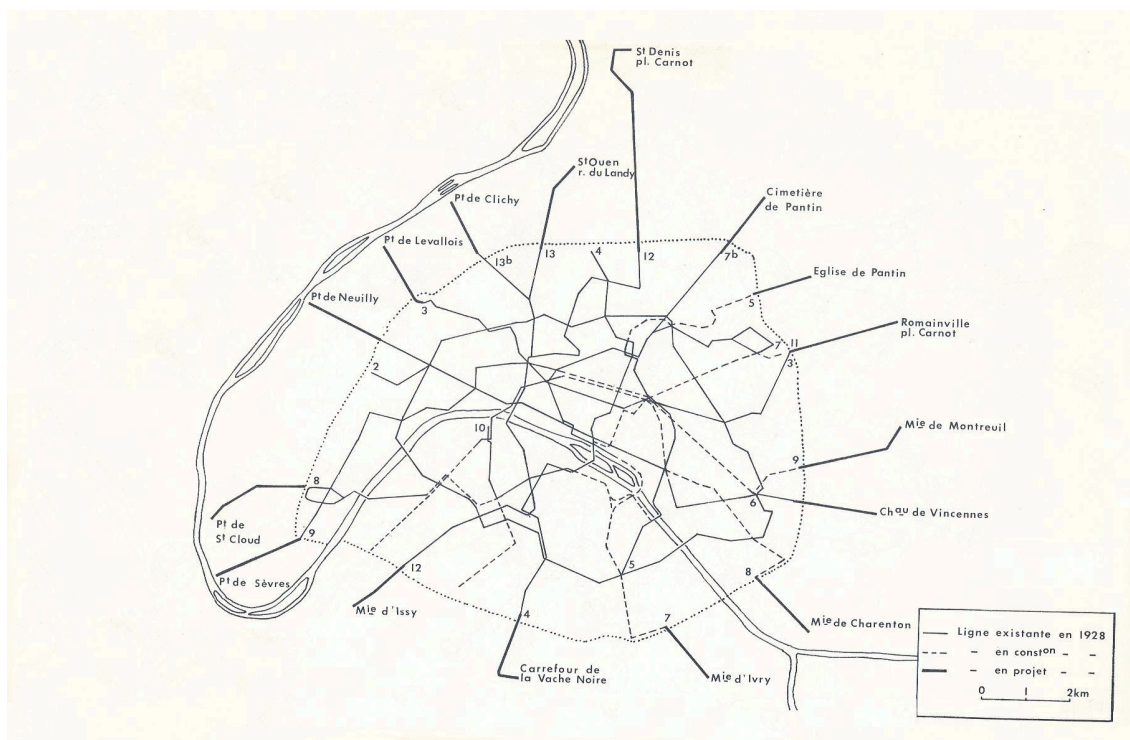 St Denis
pl. Carnot
St Ouen
r. du Landy
Pt de Clichy
Cimetière
de Pantin
Pt de Levallois
13b
13
4
12
7b
Eglise de Pantin
Pt de Neuilly
3
5
Romainville
pl. Carnot
7
11
3
2
10
Mie de Montreuil
9
8
6
Chau de Vincennes
Pt de
St Cloud
9
12
5
8
Pt de Sèvres
Mie d'Issy
4
7
Mie de Charenton
Carrefour de
la Vache Noire
Mie d'Ivry
Ligne existante en 1928
- en conston - -
- en projet - -
0 1 2km